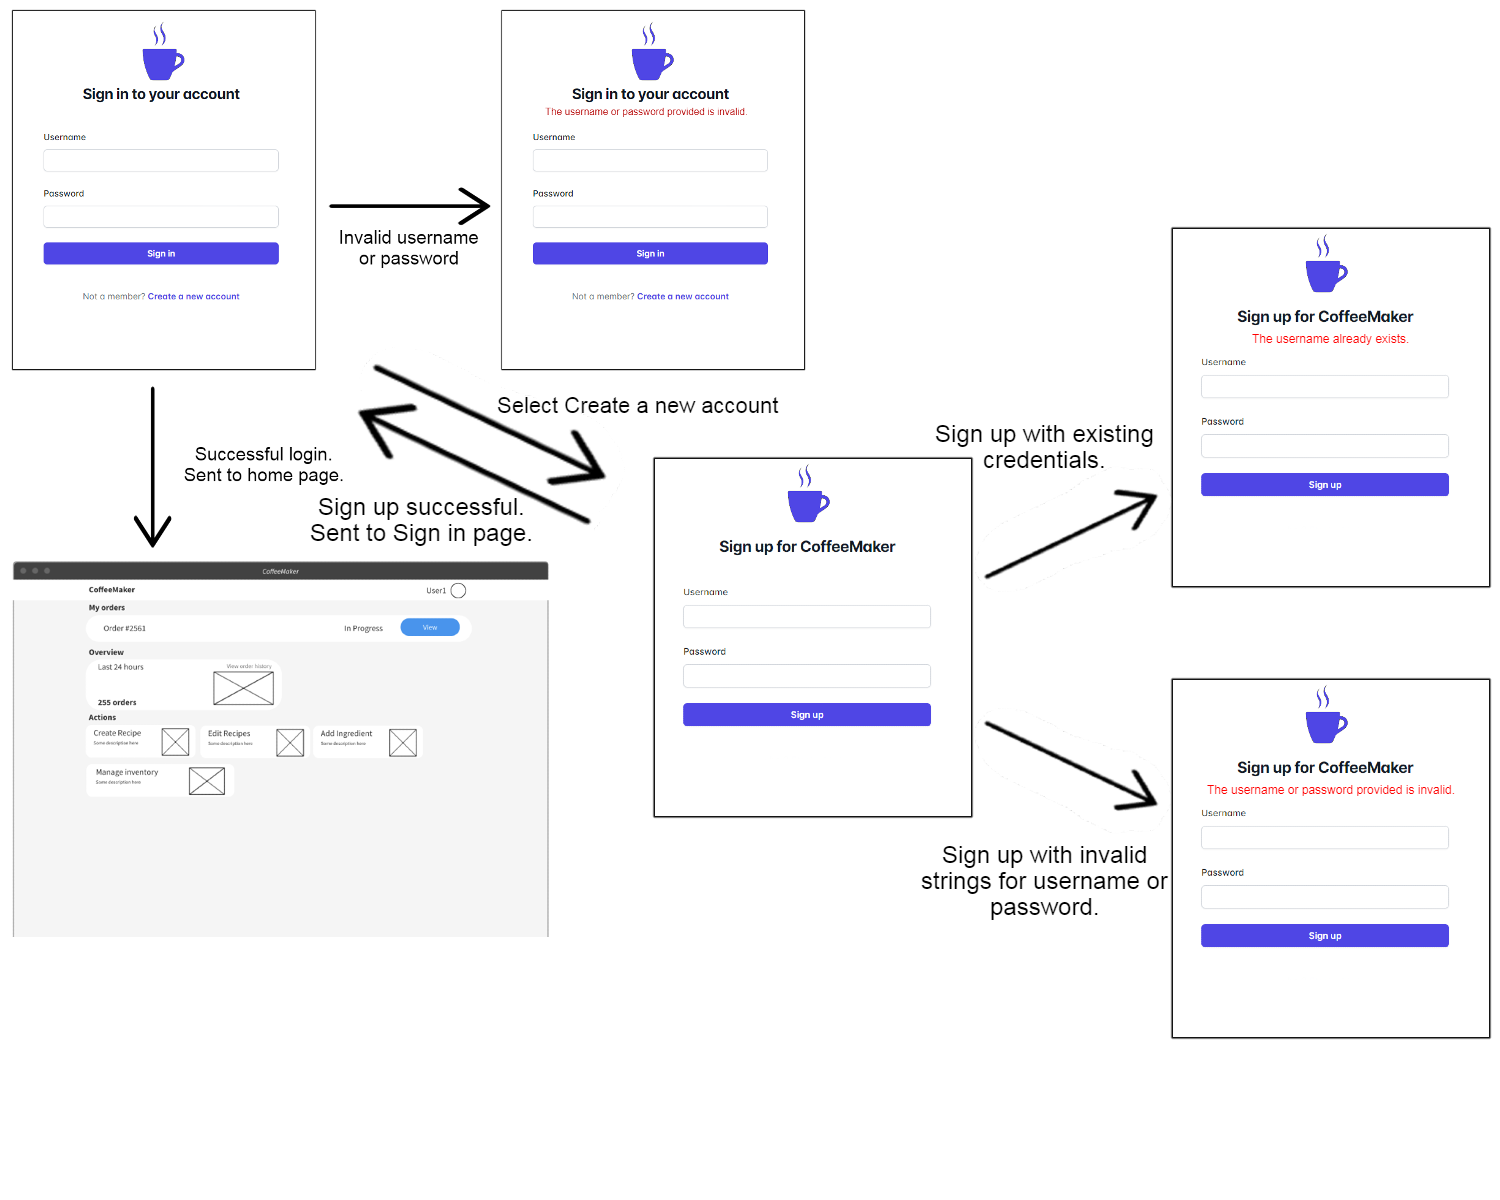 Sign in to your account
Username
Password
Sign in
Not a member? Create a new account
Invalid username
or password
Sign in to your account
The username or password provided is invalid.
Username
Password
Sign in
Not a member? Create a new account
Successful login.
Sent to home page.
Select Create a new account
Sign up successful.
Sent to Sign in page.
CoffeeMaker
CoffeeMaker
User1
My orders
Order #2561
In Progress
View
Overview
Last 24 hours
View order history
255 orders
Actions
Create Recipe
Some description here
Edit Recipes
Some description here
Add Ingredient
Some description here
Manage inventory
Some description here
Sign up for CoffeeMaker
Username
Password
Sign up
Sign up with existing
credentials.
Sign up for CoffeeMaker
The username already exists.
Username
Password
Sign up
Sign up with invalid
strings for username or
password.
Sign up for CoffeeMaker
The username or password provided is invalid.
Username
Password
Sign up